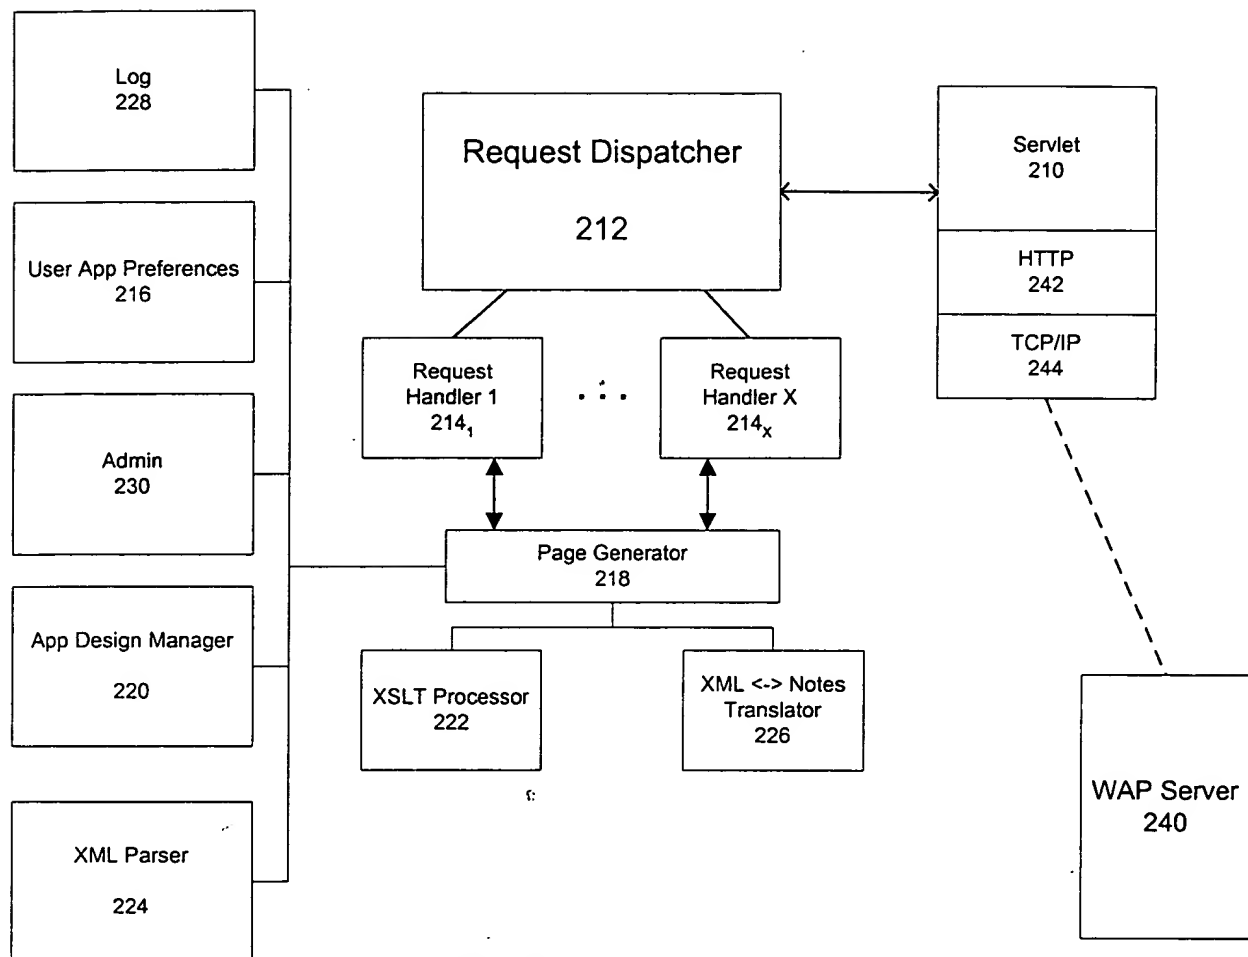 Log
228
User App Preferences
216
Admin
230
App Design Manager
220
XML Parser
224
Request Dispatcher
212
Request
Handler 1
214₁
. . .
Request
Handler X
214ₓ
Page Generator
218
XSLT Processor
222
XML <-> Notes
Translator
226
Servlet
210
HTTP
242
TCP/IP
244
WAP Server
240